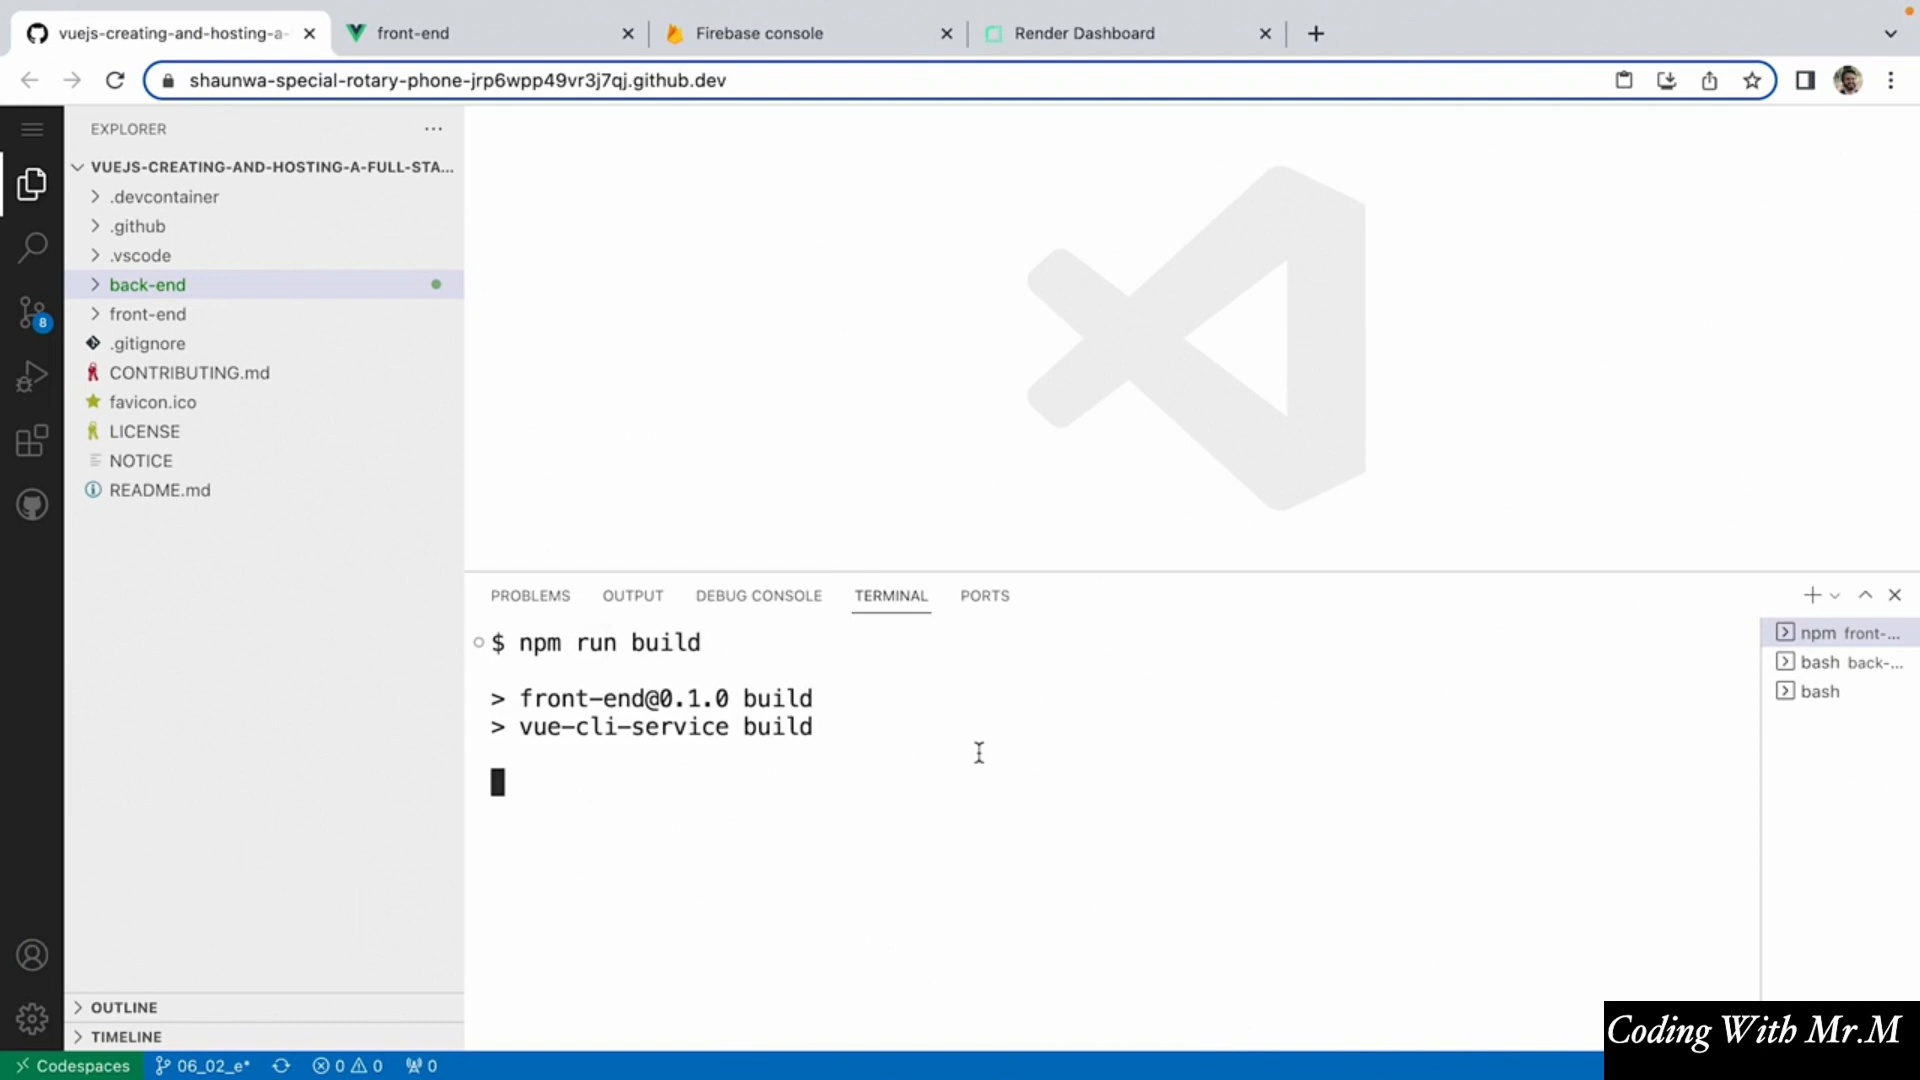 vuejs-creating-and-hosting-a-
front-end
Firebase console
Render Dashboard
shaunwa-special-rotary-phone-jrp6wpp49vr3j7qj.github.dev
EXPLORER
VUEJS-CREATING-AND-HOSTING-A-FULL-STA...
.devcontainer
.github
.vscode
back-end
front-end
.gitignore
CONTRIBUTING.md
favicon.ico
LICENSE
NOTICE
README.md
8
OUTLINE
TIMELINE
PROBLEMS OUTPUT DEBUG CONSOLE TERMINAL PORTS
$ npm run build
> front-end@0.1.0 build
> vue-cli-service build
npm front-...
bash back-...
bash
Coding With Mr.M
Codespaces 06_02_e* 0 0 0